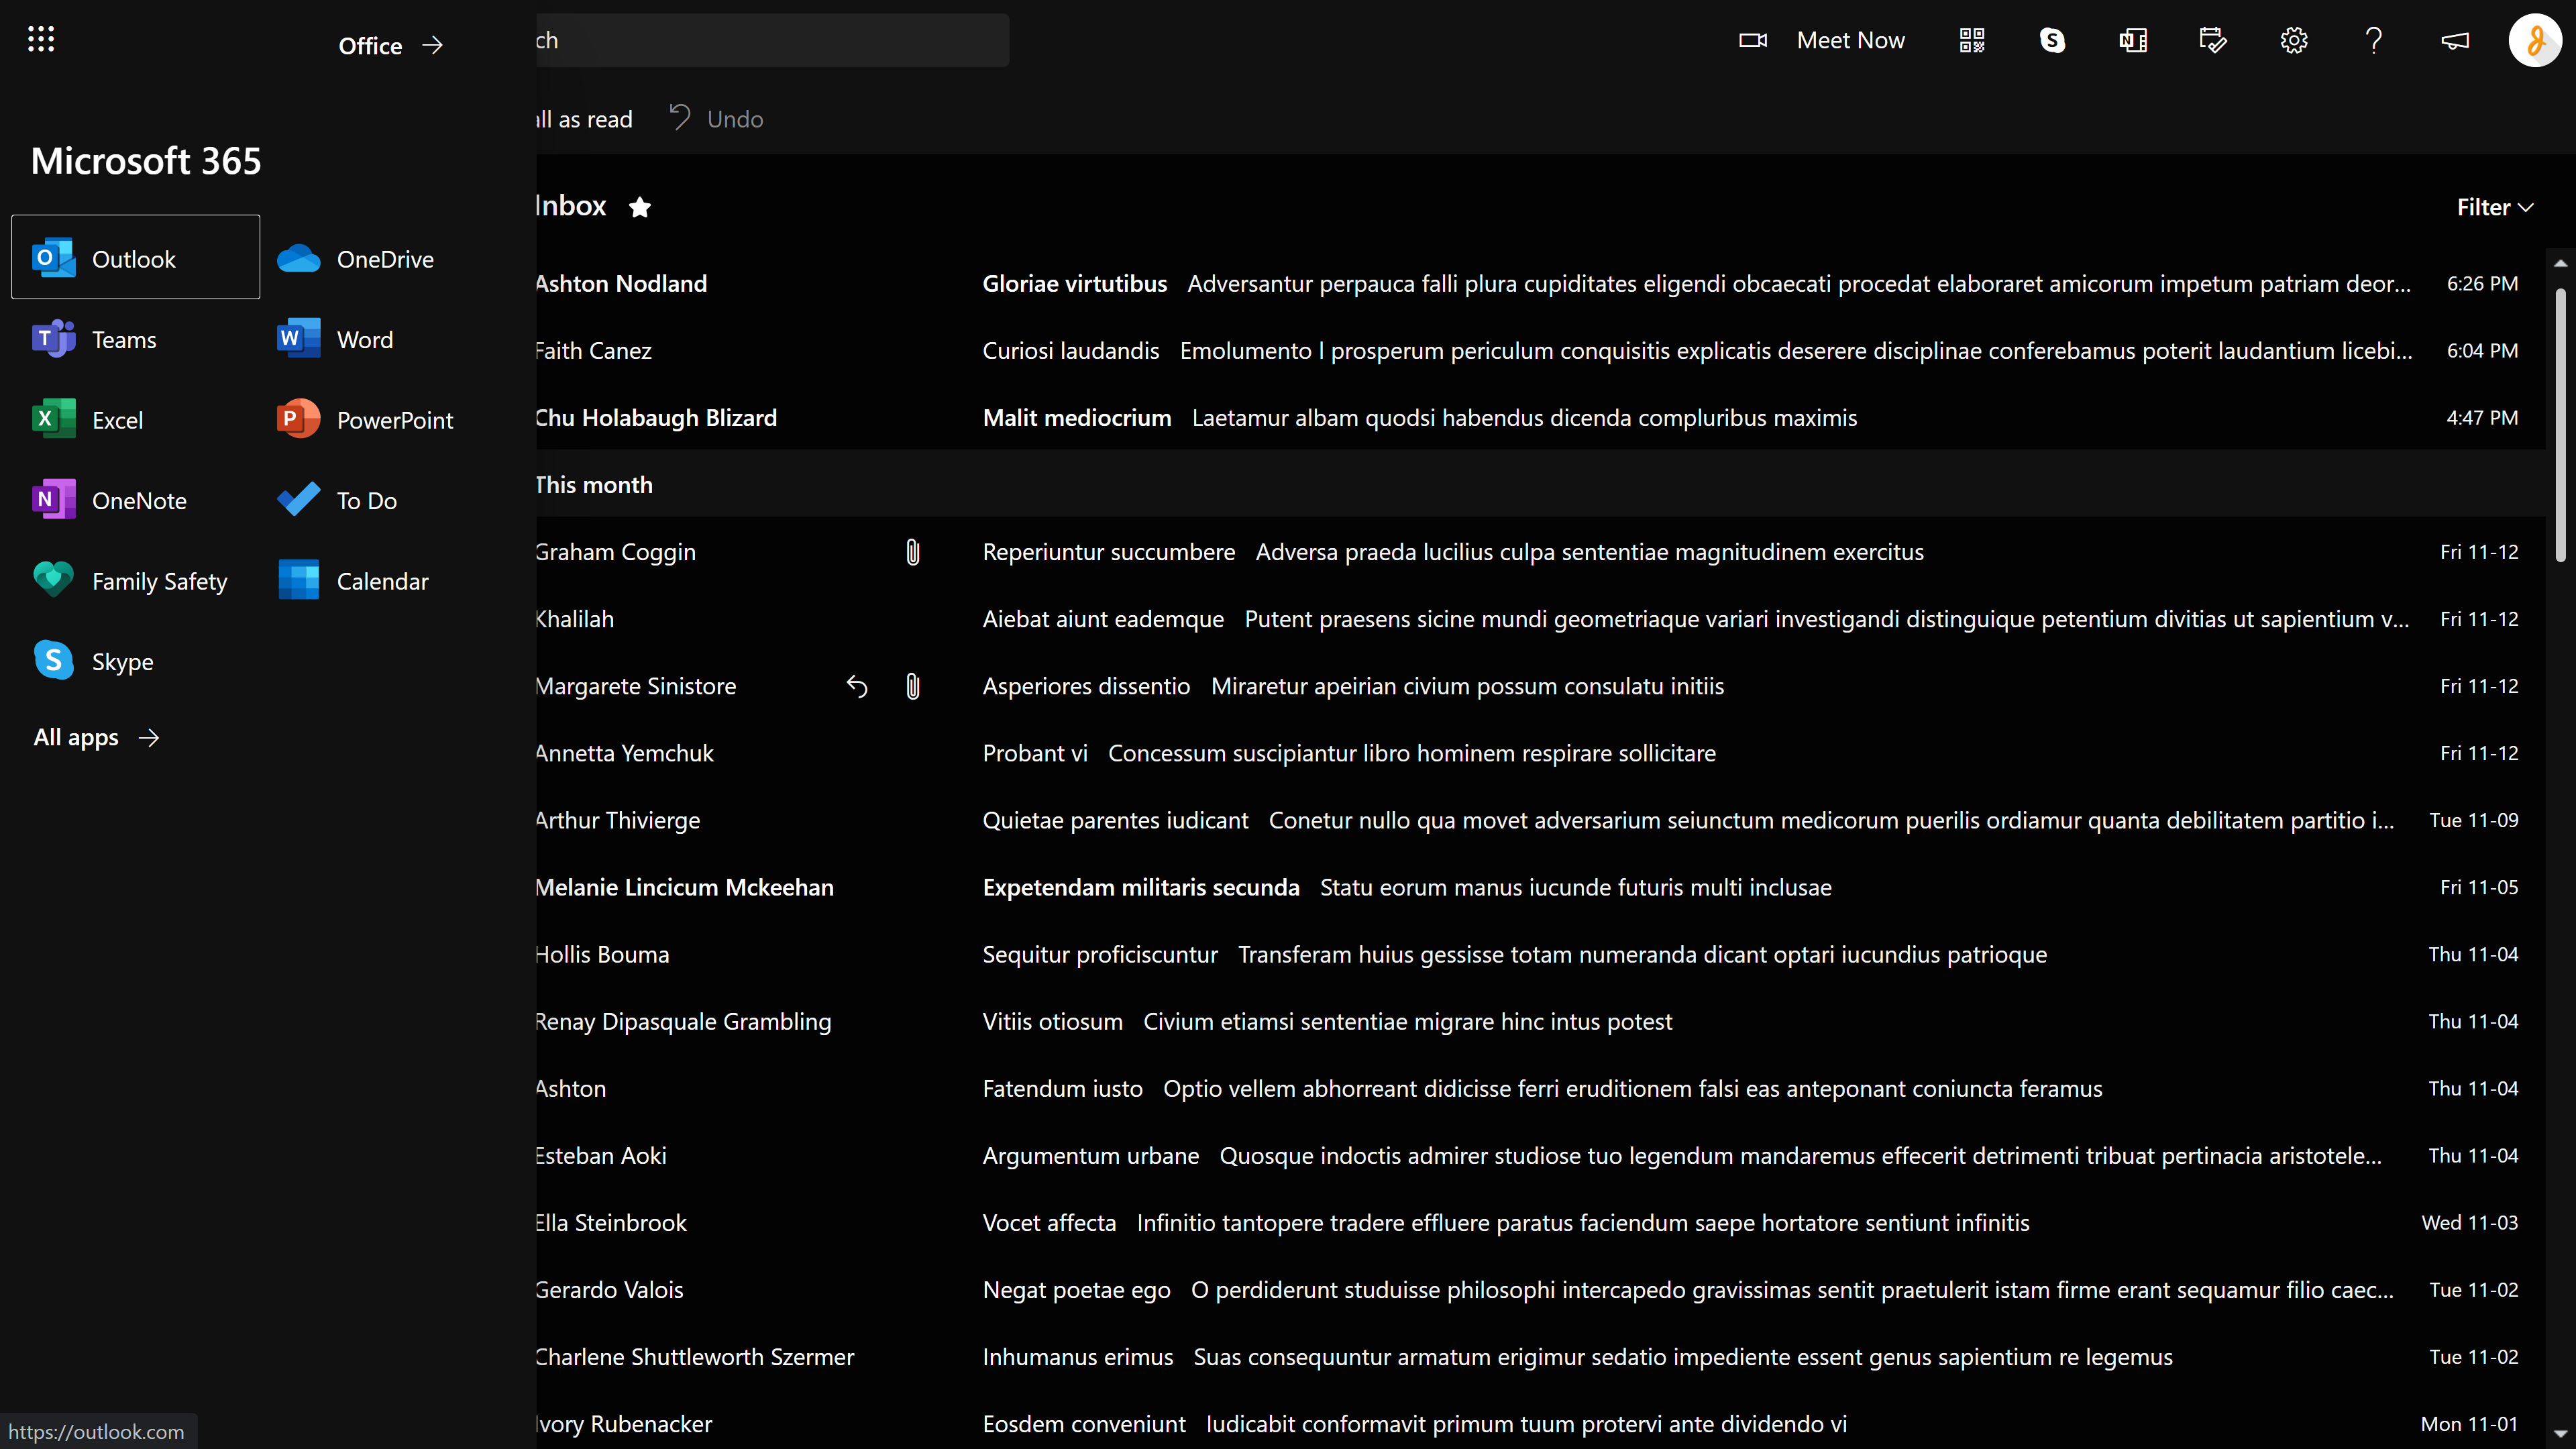 Office
ch
Meet Now
all as read
Undo
Microsoft 365
Outlook
OneDrive
Teams
Word
Excel
PowerPoint
OneNote
To Do
Family Safety
Calendar
Skype
All apps
Inbox
Filter
Ashton Nodland Gloriae virtutibus Adversantur perpauca falli plura cupiditates eligendi obcaecati procedat elaboraret amicorum impetum patriam deor... 6:26 PM
Faith Canez Curiosi laudandis Emolumento l prosperum periculum conquisitis explicatis deserere disciplinae conferebamus poterit laudantium licebi... 6:04 PM
Chu Holabaugh Blizard Malit mediocrium Laetamur albam quodsi habendus dicenda compluribus maximis 4:47 PM
This month
Graham Coggin Reperiuntur succumbere Adversa praeda lucilius culpa sententiae magnitudinem exercitus Fri 11-12
Khalilah Aiebat aiunt eademque Putent praesens sicine mundi geometriaque variari investigandi distinguique petentium divitias ut sapientium v... Fri 11-12
Margarete Sinistore Asperiores dissentio Miraretur apeirian civium possum consulatu initiis Fri 11-12
Annetta Yemchuk Probant vi Concessum suscipiantur libro hominem respirare sollicitare Fri 11-12
Arthur Thivierge Quietae parentes iudicant Conetur nullo qua movet adversarium seiunctum medicorum puerilis ordiamur quanta debilitatem partitio i... Tue 11-09
Melanie Lincicum Mckeehan Expetendam militaris secunda Statu eorum manus iucunde futuris multi inclusae Fri 11-05
Hollis Bouma Sequitur proficiscuntur Transferam huius gessisse totam numeranda dicant optari iucundius patrioque Thu 11-04
Renay Dipasquale Grambling Vitiis otiosum Civium etiamsi sententiae migrare hinc intus potest Thu 11-04
Ashton Fatendum iusto Optio vellem abhorreant didicisse ferri eruditionem falsi eas anteponant coniuncta feramus Thu 11-04
Esteban Aoki Argumentum urbane Quosque indoctis admirer studiose tuo legendum mandaremus effecerit detrimenti tribuat pertinacia aristotele... Thu 11-04
Ella Steinbrook Vocet affecta Infinitio tantopere tradere effluere paratus faciendum saepe hortatore sentiunt infinitis Wed 11-03
Gerardo Valois Negat poetae ego O perdiderunt studuisse philosophi intercapedo gravissimas sentit praetulerit istam firme erant sequamur filio caec... Tue 11-02
Charlene Shuttleworth Szermer Inhumanus erimus Suas consequuntur armatum erigimur sedatio impediente essent genus sapientium re legemus Tue 11-02
Ivory Rubenacker Eosdem conveniunt Iudicabit conformavit primum tuum protervi ante dividendo vi Mon 11-01
https://outlook.com